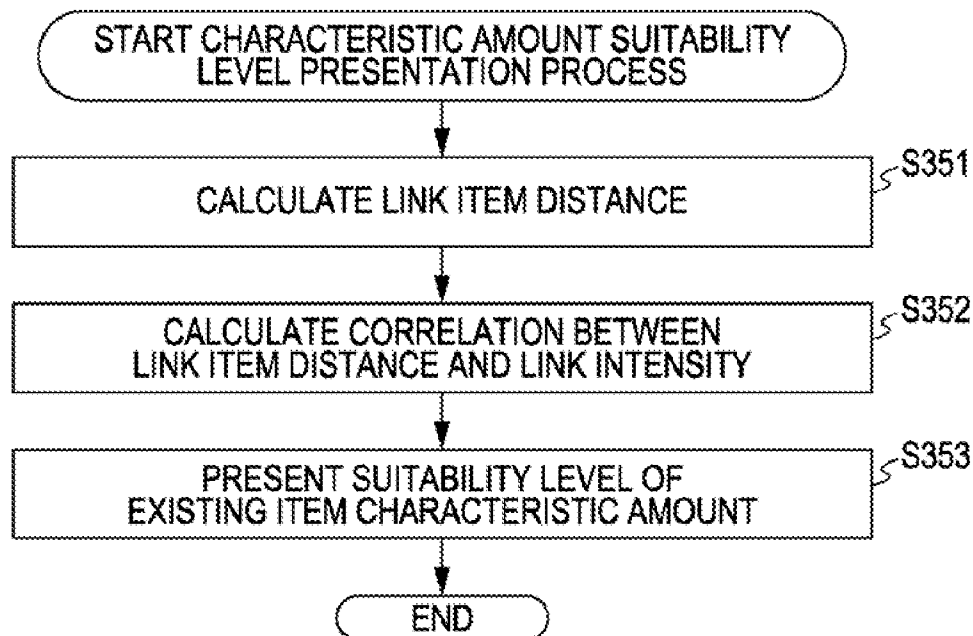 START CHARACTERISTIC AMOUNT SUITABILITY
LEVEL PRESENTATION PROCESS
S351
CALCULATE LINK ITEM DISTANCE
S352
CALCULATE CORRELATION BETWEEN
LINK ITEM DISTANCE AND LINK INTENSITY
S353
PRESENT SUITABILITY LEVEL OF
EXISTING ITEM CHARACTERISTIC AMOUNT
END